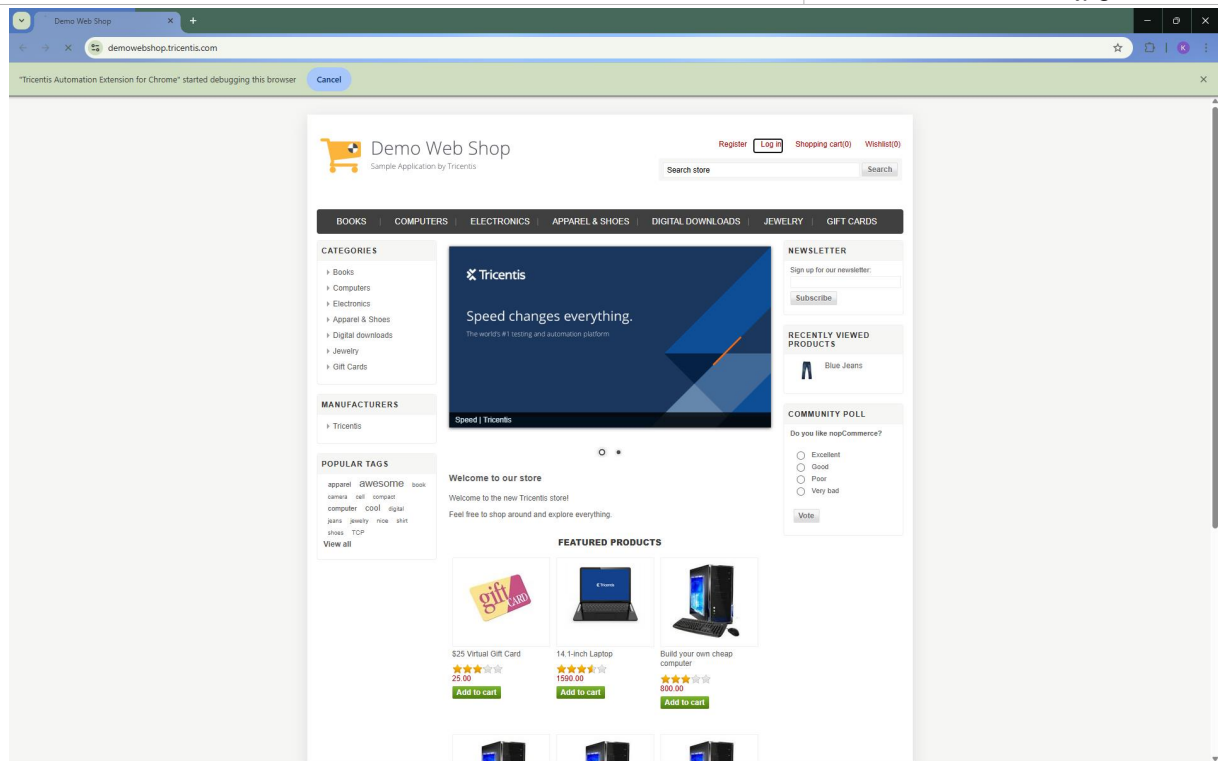 Demo Web Shop
demowebshop.tricentis.com
K
"Tricentis Automation Extension for Chrome" started debugging this browser Cancel
Demo Web Shop
Sample Application by Tricentis
Register Log in Shopping cart(0) Wishlist(0)
Search store Search
BOOKS COMPUTERS ELECTRONICS APPAREL & SHOES DIGITAL DOWNLOADS JEWELRY GIFT CARDS
CATEGORIES
Books
Computers
Electronics
Apparel & Shoes
Digital downloads
Jewelry
Gift Cards
MANUFACTURERS
Tricentis
POPULAR TAGS
apparel awesome book
camera cell compact
computer cool digital
jeans jewelry nice shirt
shoes TCP
View all
Tricentis
Speed changes everything.
The world's #1 testing and automation platform
Speed | Tricentis
Welcome to our store
Welcome to the new Tricentis store!
Feel free to shop around and explore everything.
FEATURED PRODUCTS
gift CARD
Tricentis
$25 Virtual Gift Card
25.00
Add to cart
14.1-inch Laptop
1590.00
Add to cart
Build your own cheap
computer
800.00
Add to cart
NEWSLETTER
Sign up for our newsletter:
Subscribe
RECENTLY VIEWED
PRODUCTS
Blue Jeans
COMMUNITY POLL
Do you like nopCommerce?
Excellent
Good
Poor
Very bad
Vote